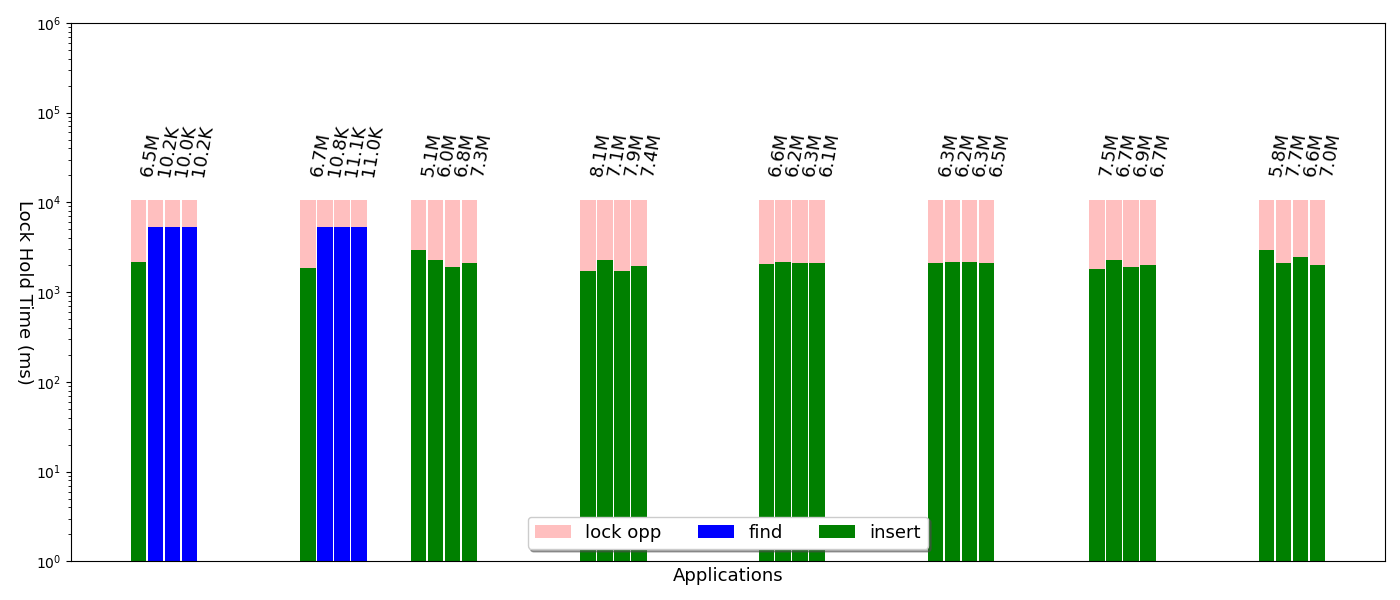 10^6
10^5
10^4
10^3
10^2
10^1
10^0
Lock Hold Time (ms)
6.5M
10.2K
10.0K
10.2K
6.7M
10.8K
11.1K
11.0K
5.1M
6.0M
6.8M
7.3M
8.1M
7.1M
7.9M
7.4M
6.6M
6.2M
6.3M
6.1M
6.3M
6.2M
6.3M
6.5M
7.5M
6.7M
6.9M
6.7M
5.8M
7.7M
6.6M
7.0M
lock opp find insert
Applications